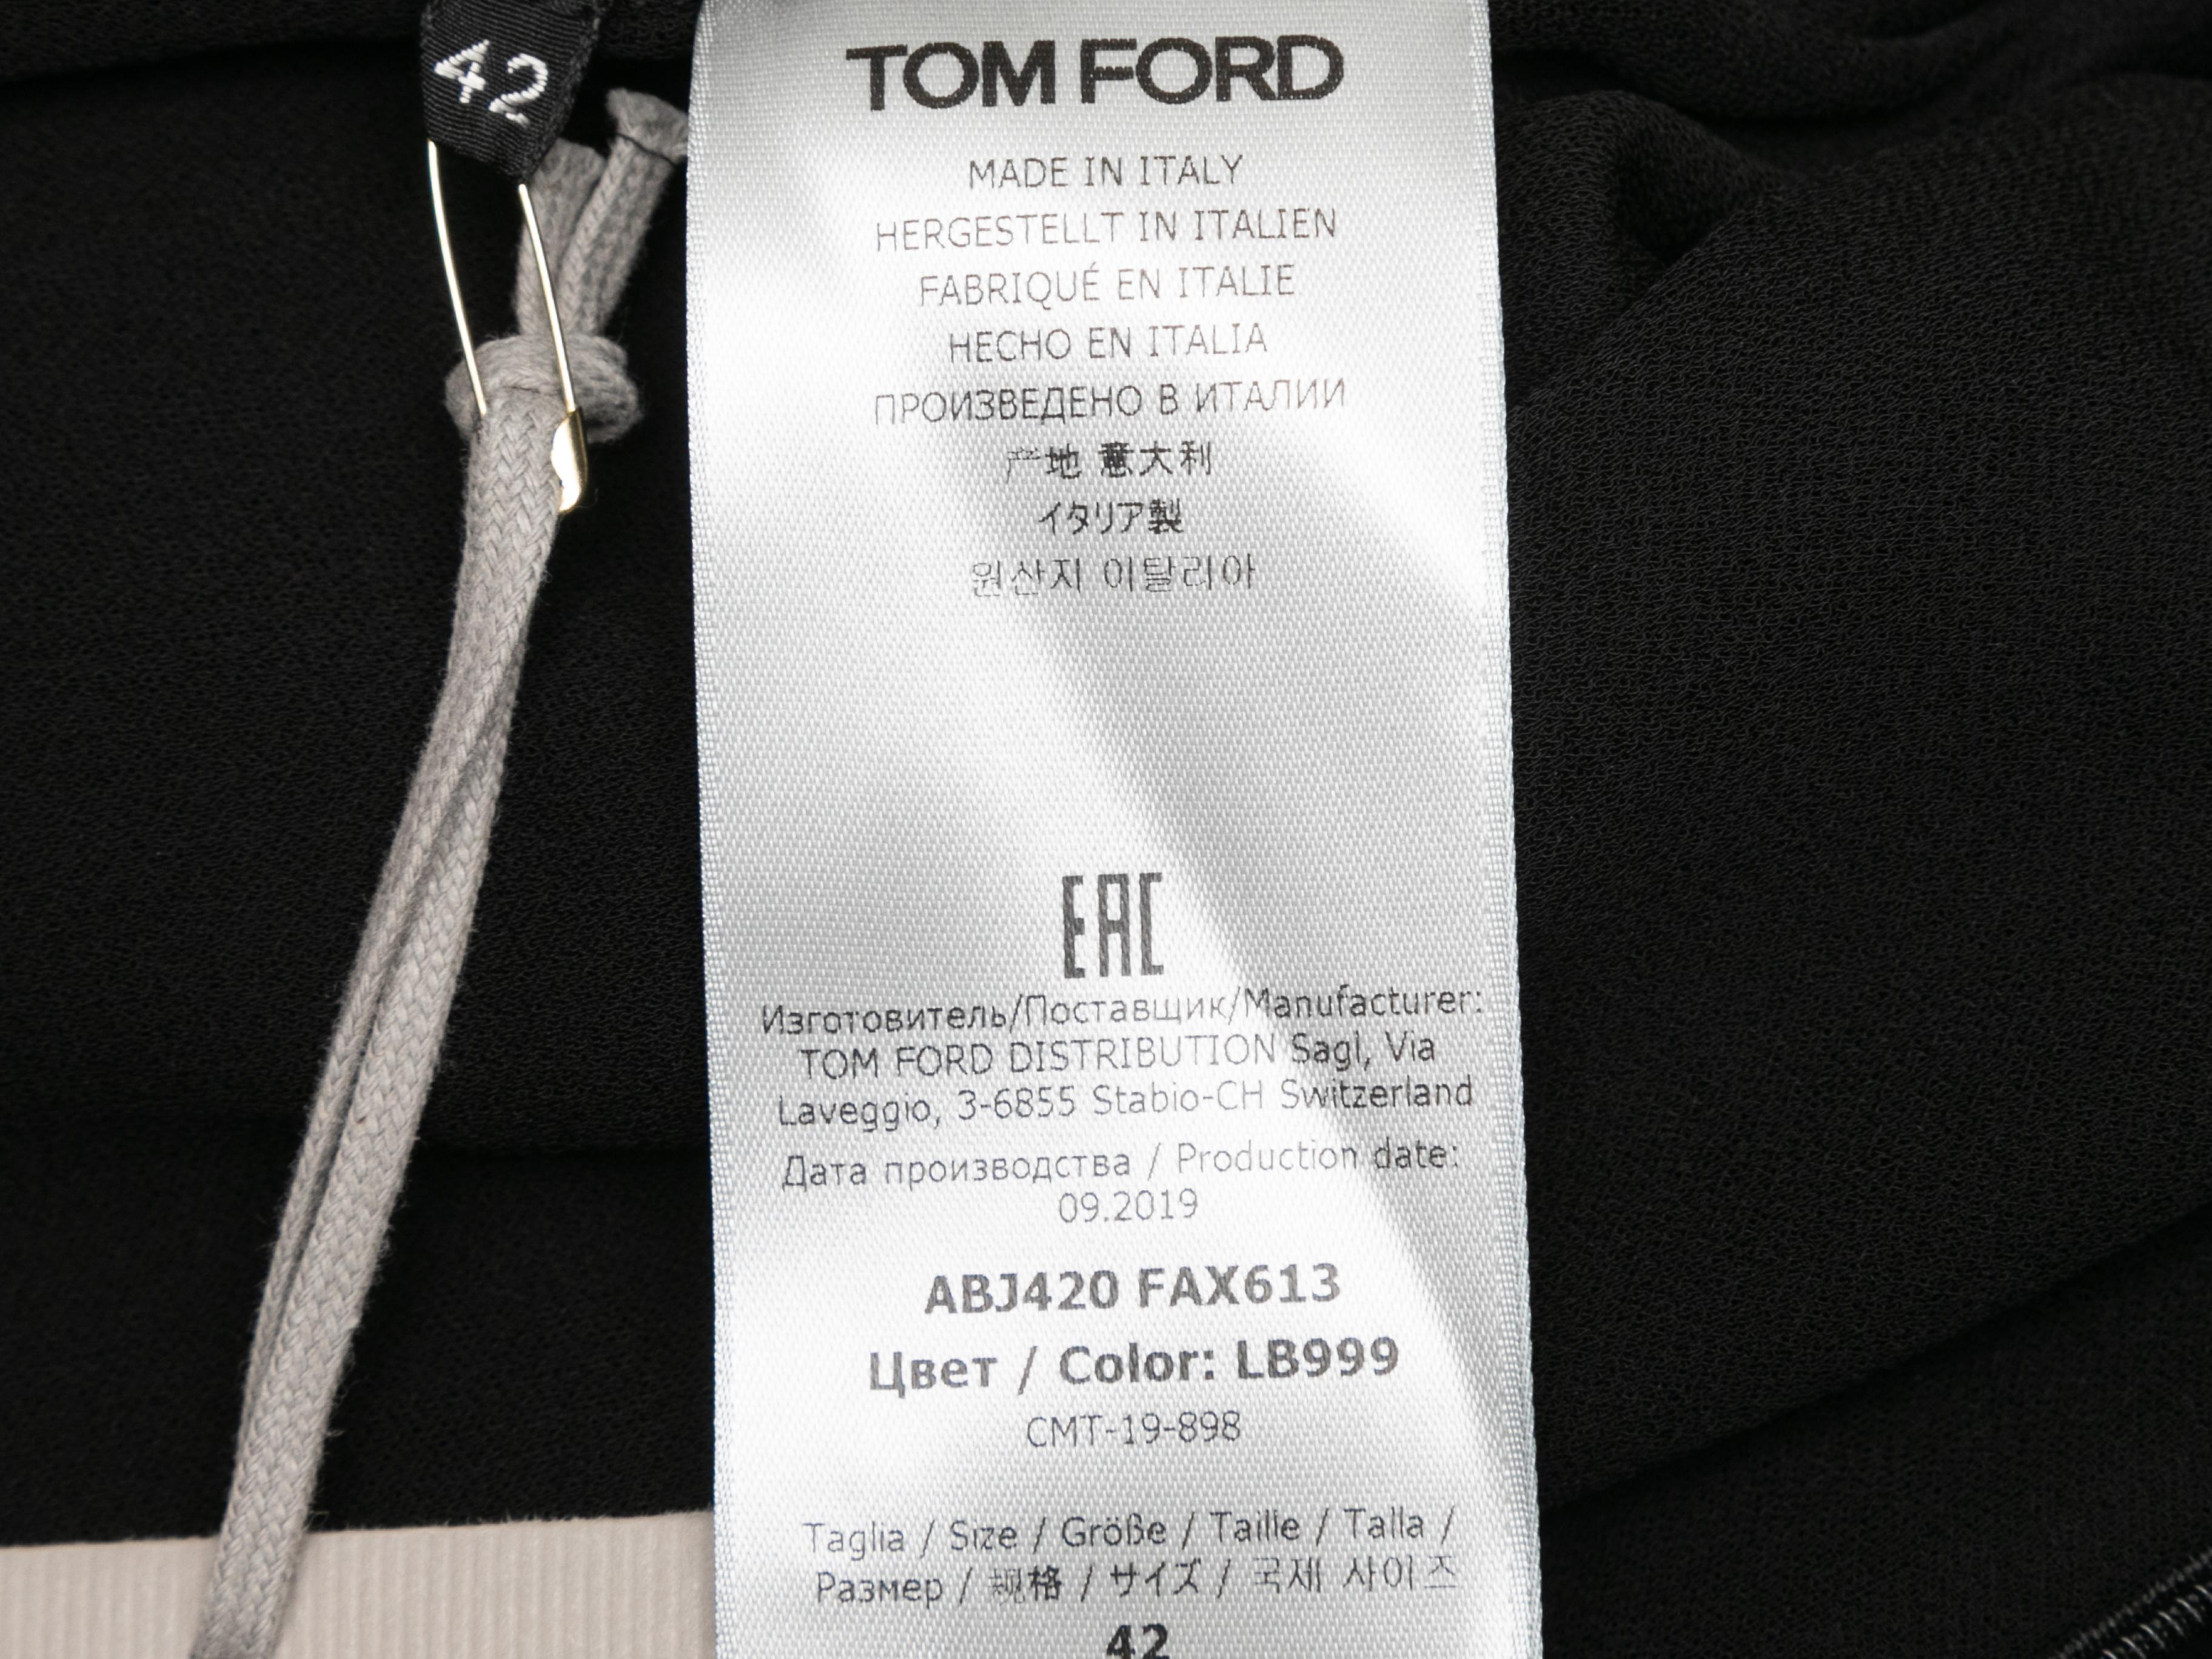 42
TOM FORD
MADE IN ITALY
HERGESTELLT IN ITALIEN
FABRIQUÉ EN ITALIE
HECHO EN ITALIA
ПРОИЗВЕДЕНО В ИТАЛИИ
产地 意大利
イタリア製
원산지 이탈리아
EAC
Изготовитель/Поставщик/Manufacturer:
TOM FORD DISTRIBUTION Sagl, Via
Laveggio, 3-6855 Stabio-CH Switzerland
Дата производства / Production date:
09.2019
ABJ420 FAX613
Цвет / Color: LB999
CMT-19-898
Taglia / Size / Größe / Taille / Talla /
Размер / 规格 / サイズ / 국제 사이즈
42